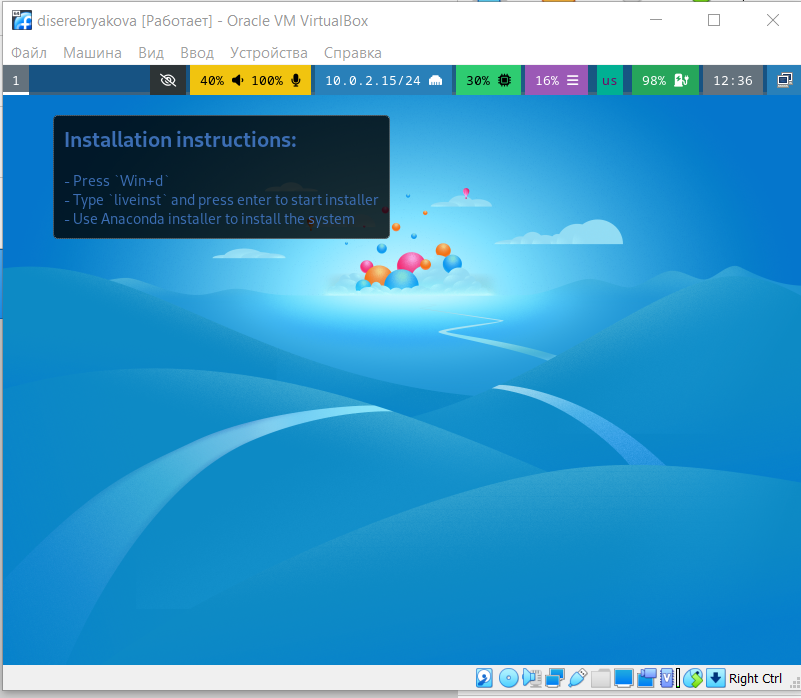 diserebryakova [Работает] - Oracle VM VirtualBox
Файл Машина Вид Ввод Устройства Справка
1 40% 100% 10.0.2.15/24 30% 16% us 98% 12:36
Installation instructions:
- Press `Win+d`
- Type `liveinst` and press enter to start installer
- Use Anaconda installer to install the system
Right Ctrl